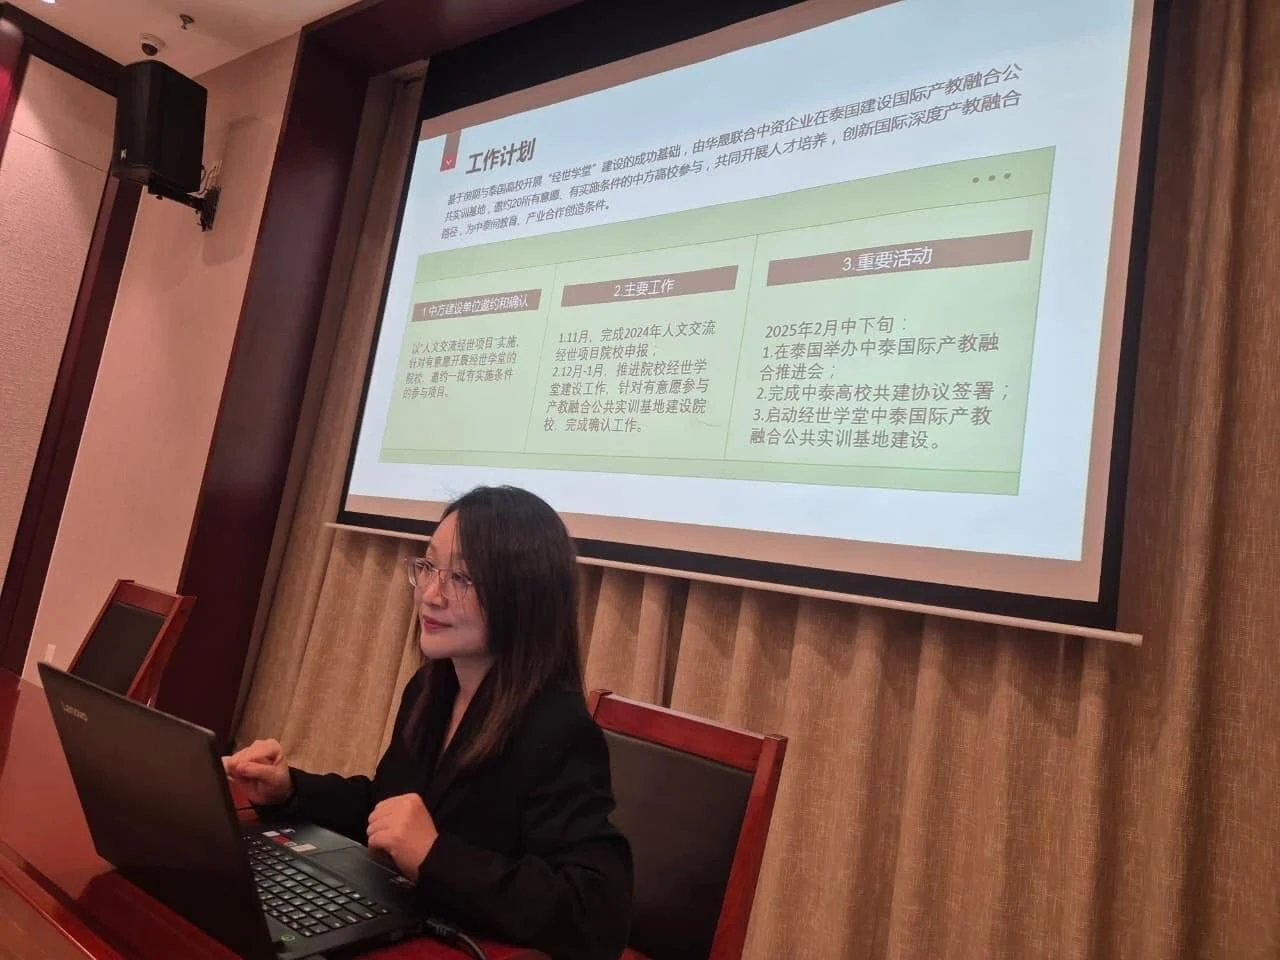 工作计划
基于前期与泰国高校开展“经世学堂”建设的成功基础，由华晟联合中资企业在泰国建设国际产教融合公
共实训基地，邀约20所有意愿、有实施条件的中方高校参与，共同开展人才培养，创新国际深度产教融合
路径，为中泰间教育、产业合作创造条件。
1.中方建设单位邀约和确认
以“人文交流经世项目”实施，
针对有意愿开展经世学堂的
院校，邀约一批有实施条件
的参与项目。
2.主要工作
1.11月，完成2024年人文交流
经世项目院校申报；
2.12月-1月，推进院校经世学
堂建设工作，针对有意愿参与
产教融合公共实训基地建设院
校，完成确认工作。
3.重要活动
2025年2月中下旬：
1.在泰国举办中泰国际产教融
合推进会；
2.完成中泰高校共建协议签署；
3.启动经世学堂中泰国际产教
融合公共实训基地建设。
Lenovo